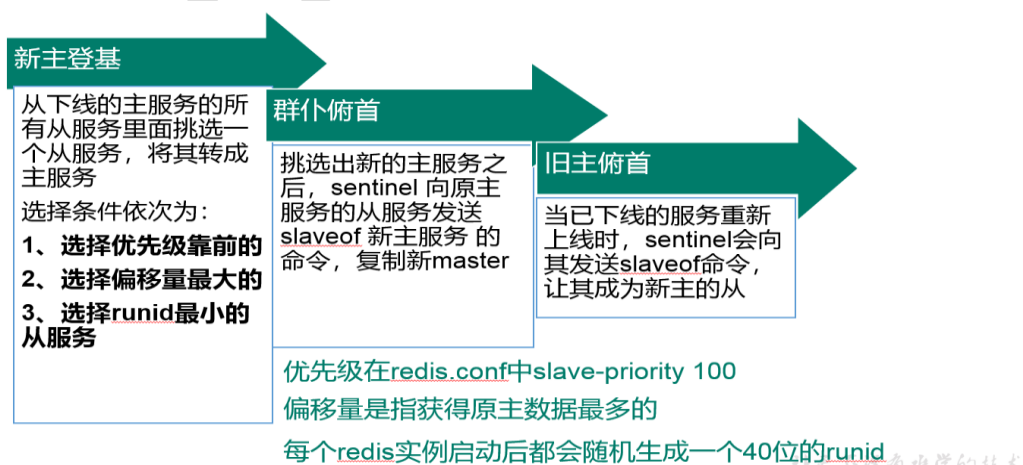 新主登基
从下线的主服务的所
有从服务里面挑选一
个从服务，将其转成
主服务
选择条件依次为：
1、选择优先级靠前的
2、选择偏移量最大的
3、选择runid最小的
从服务
群仆俯首
挑选出新的主服务之
后，sentinel 向原主
服务的从服务发送
slaveof 新主服务 的
命令，复制新master
旧主俯首
当已下线的服务重新
上线时，sentinel会向
其发送slaveof命令，
让其成为新主的从
优先级在redis.conf中slave-priority 100
偏移量是指获得原主数据最多的
每个redis实例启动后都会随机生成一个40位的runid